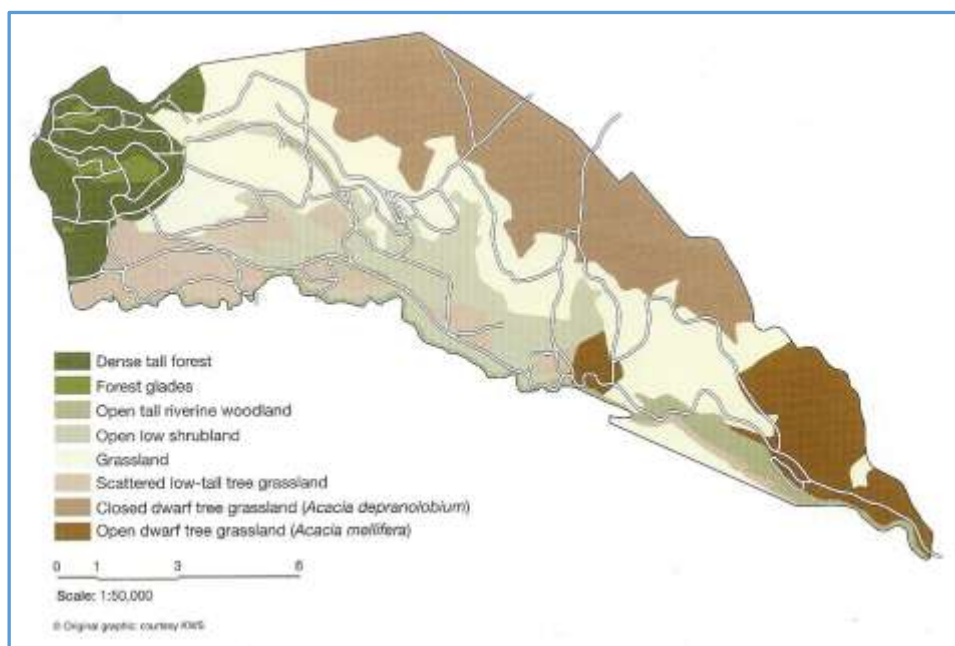 Dense tall forest
Forest glades
Open tall riverine woodland
Open low shrubland
Grassland
Scattered low-tall tree grassland
Closed dwarf tree grassland (Acacia depranolobium)
Open dwarf tree grassland (Acacia mellifera)
0 1 3 6
Scale: 1:50,000
© Original graphic: courtesy KWS